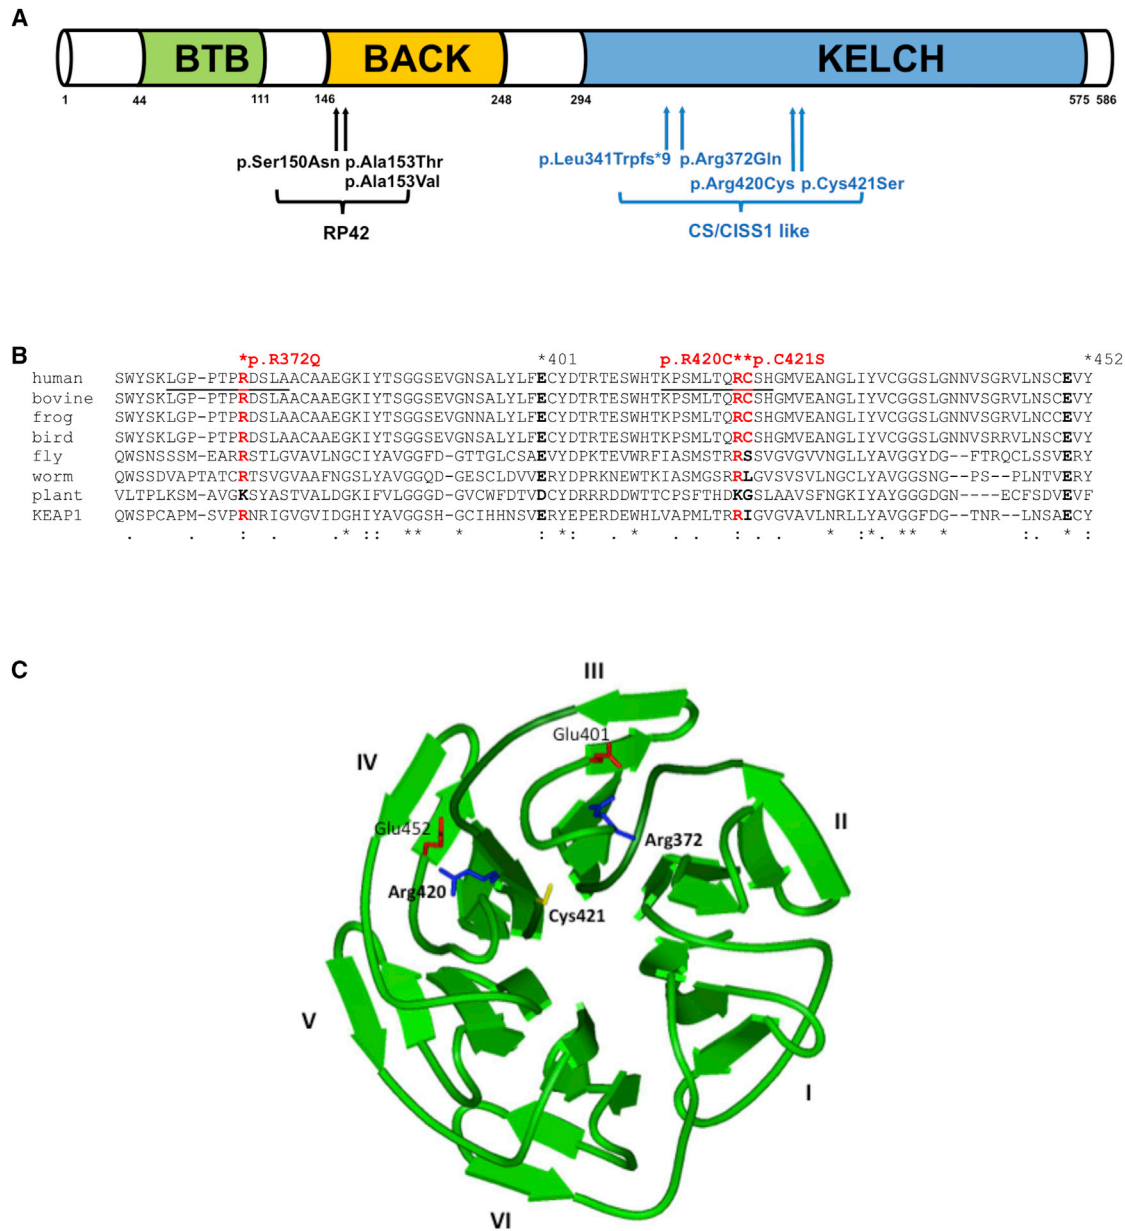 A
BTB BACK KELCH
1 44 111 146 248 294 575 586
p.Ser150Asn p.Ala153Thr p.Leu341Trpfs*9 p.Arg372Gln
p.Ala153Val p.Arg420Cys p.Cys421Ser
RP42 CS/CISS1 like
B
*p.R372Q *401 p.R420C**p.C421S *452
human SWYSKLGP-PTPRDSLAACAAEGKIYTSGGSEVGNSALYLFECYDTRTESWHTKPSMLTQRCSHGMVEANGLIYVCGGSLGNNVSGRVLNSCEVY
bovine SWYSKLGP-PTPRDSLAACAAEGKIYTSGGSEVGNSALYLFECYDTRTESWHTKPSMLTQRCSHGMVEANGLIYVCGGSLGNNVSGRVLNSCEVY
frog SWYSKLGP-PTPRDSLAACAAEGKIYTSGGSEVGNNALYLFECYDTRTESWHTKPSMLTQRCSHGMVEANGLIYVCGGSLGNNVSGRVLNSCEVY
bird SWYSKLGP-PTPRDSLAACAAEGKIYTSGGSEVGNSALYLFECYDTRTESWHTKPSMLTQRCSHGMVEANGLIYVCGGSLGNNVSRRVLNSCEVY
fly QWNSNSSM-EARRSTLGVAVLNGCIYAVGGFD-GTTGLCSAEVYDPKTEVWRFIASMSTRRSSVGVGVVNGLLYAVGGYDG--FTRQCLSSVERY
worm QWSSDVAPTATCRTSVGVAAFNGSLYAVGGQD-GESCLDVVERYDPRKNEWTKIASMGSRRLGVSVSVLNGCLYAVGGSNG--PS-PLNTVERY
plant VLTPLKSM-AVGKSYASTVALDGKIFVLGGGD-GVCWFDTVDCYDRRRDDWTTCPSFTHDKGSLAAVSFNGKIYAYGGGDGN----ECFSDVEVF
KEAP1 QWSPCAPM-SVPRNRIGVGVIDGHIYAVGGSH-GCIHHNSVERYEPERDEWHLVAPMLTRRIGVGVAVLNRLLYAVGGFDG--TNR--LNSAECY
. . : . *:: ** * : *: . . . : . . * :*. ** * :. * :
C
III
Glu401
IV
II
Glu452
Arg372
Arg420
Cys421
V
I
VI